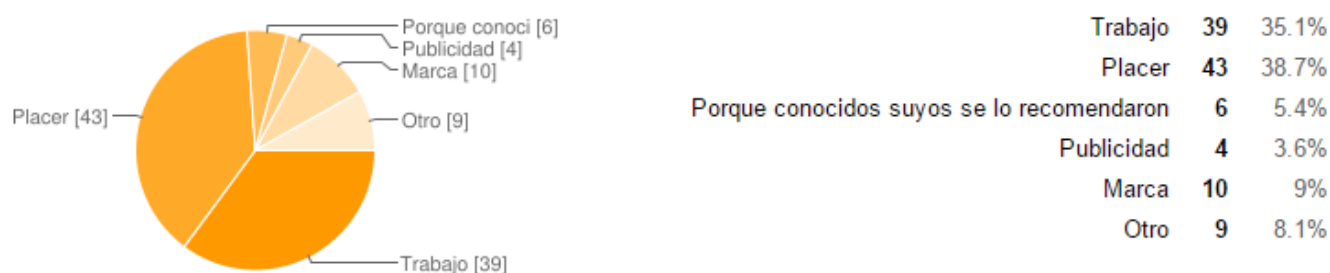 Porque conoci [6]
Publicidad [4]
Marca [10]
Placer [43]
Otro [9]
Trabajo [39]
Trabajo 39 35.1%
Placer 43 38.7%
Porque conocidos suyos se lo recomendaron 6 5.4%
Publicidad 4 3.6%
Marca 10 9%
Otro 9 8.1%